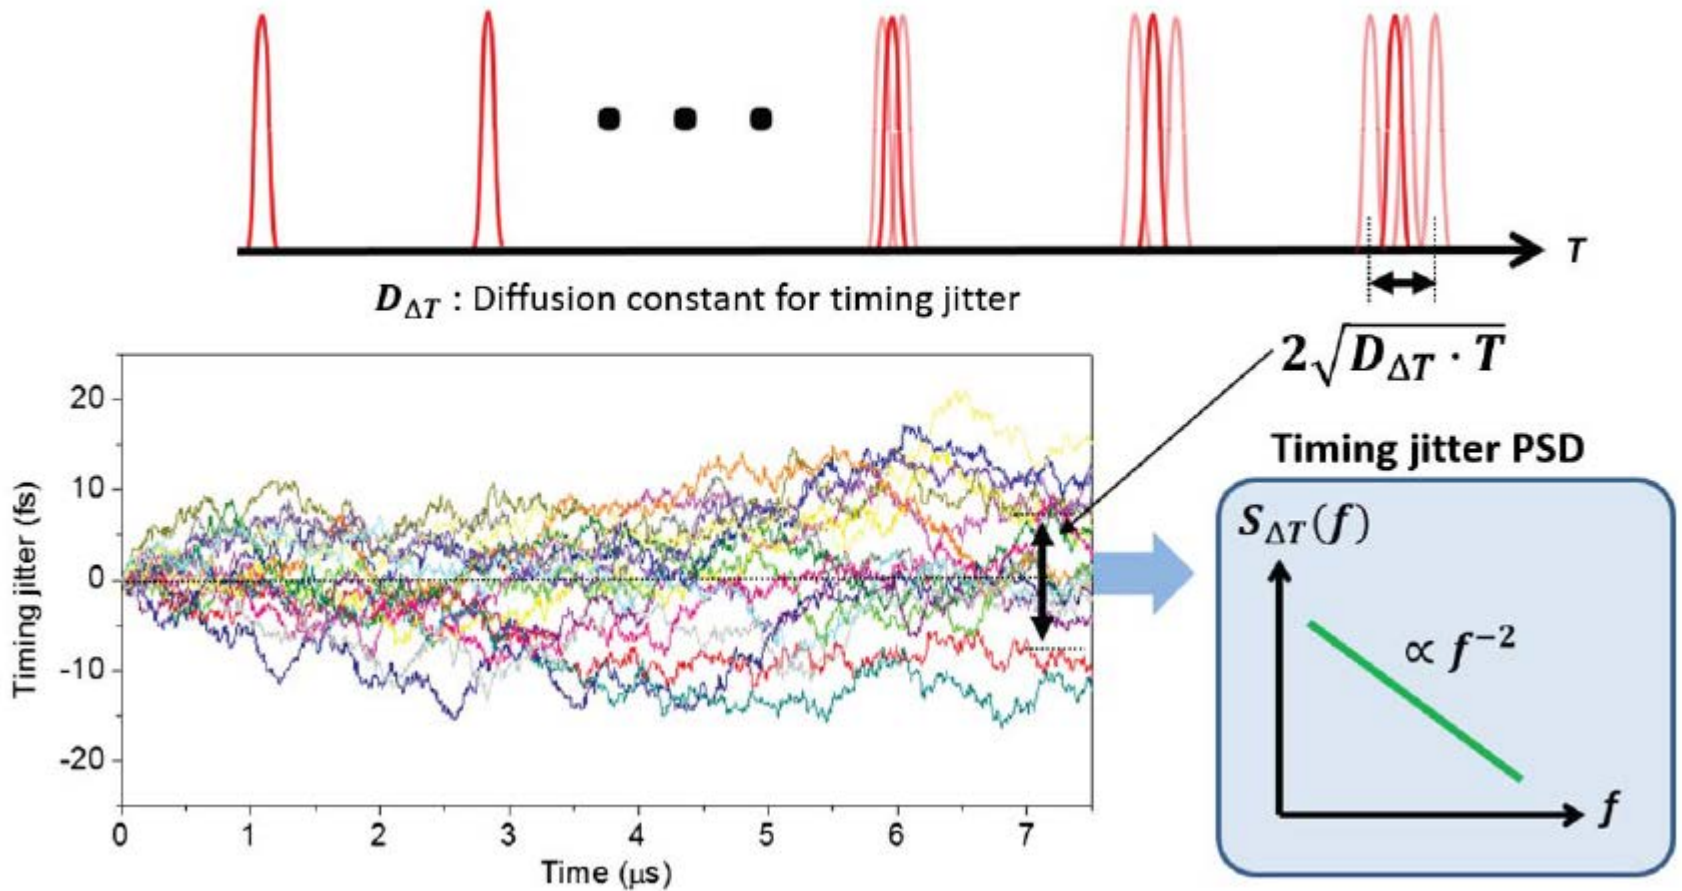 T
D_ΔT : Diffusion constant for timing jitter
2√(D_ΔT · T)
Timing jitter (fs)
20
10
0
-10
-20
0 1 2 3 4 5 6 7
Time (μs)
Timing jitter PSD
S_ΔT(f)
∝ f⁻²
f